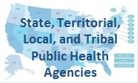 State, Territorial,
Local, and Tribal
Public Health
Agencies